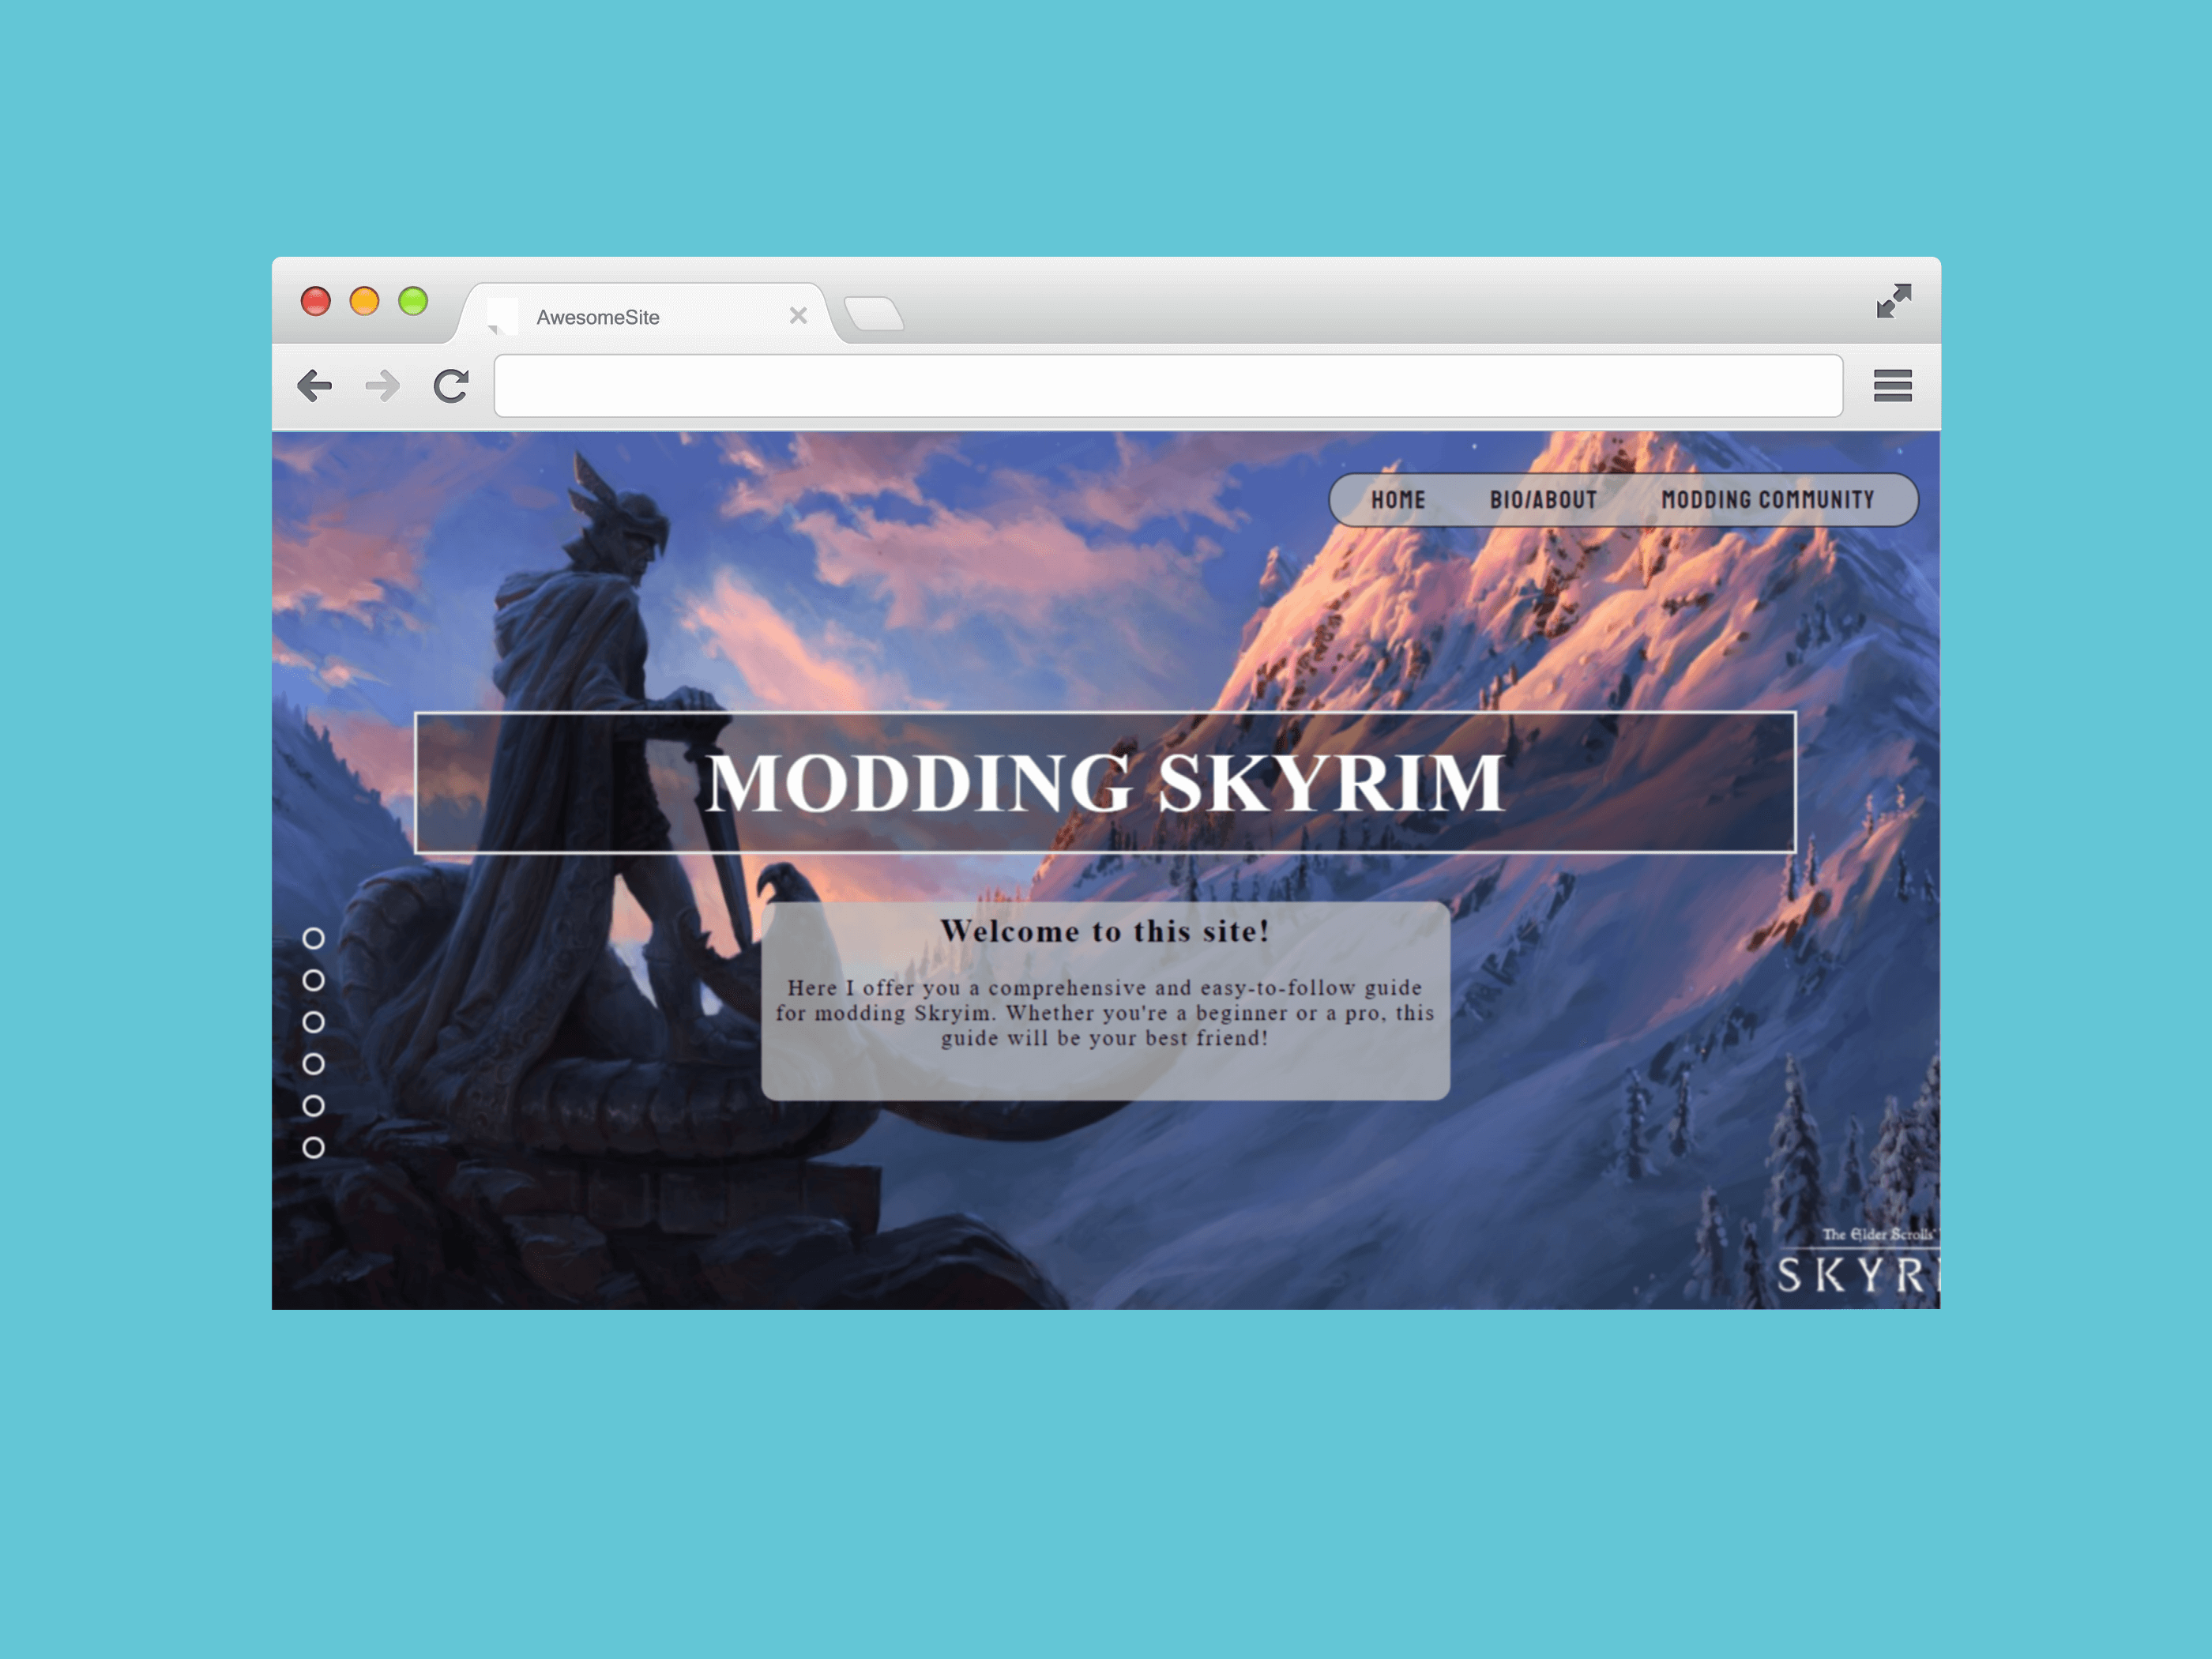 AwesomeSite
HOME BIO/ABOUT MODDING COMMUNITY
MODDING SKYRIM
Welcome to this site!
Here I offer you a comprehensive and easy-to-follow guide
for modding Skryim. Whether you're a beginner or a pro, this
guide will be your best friend!
The Elder Scrolls
SKYR